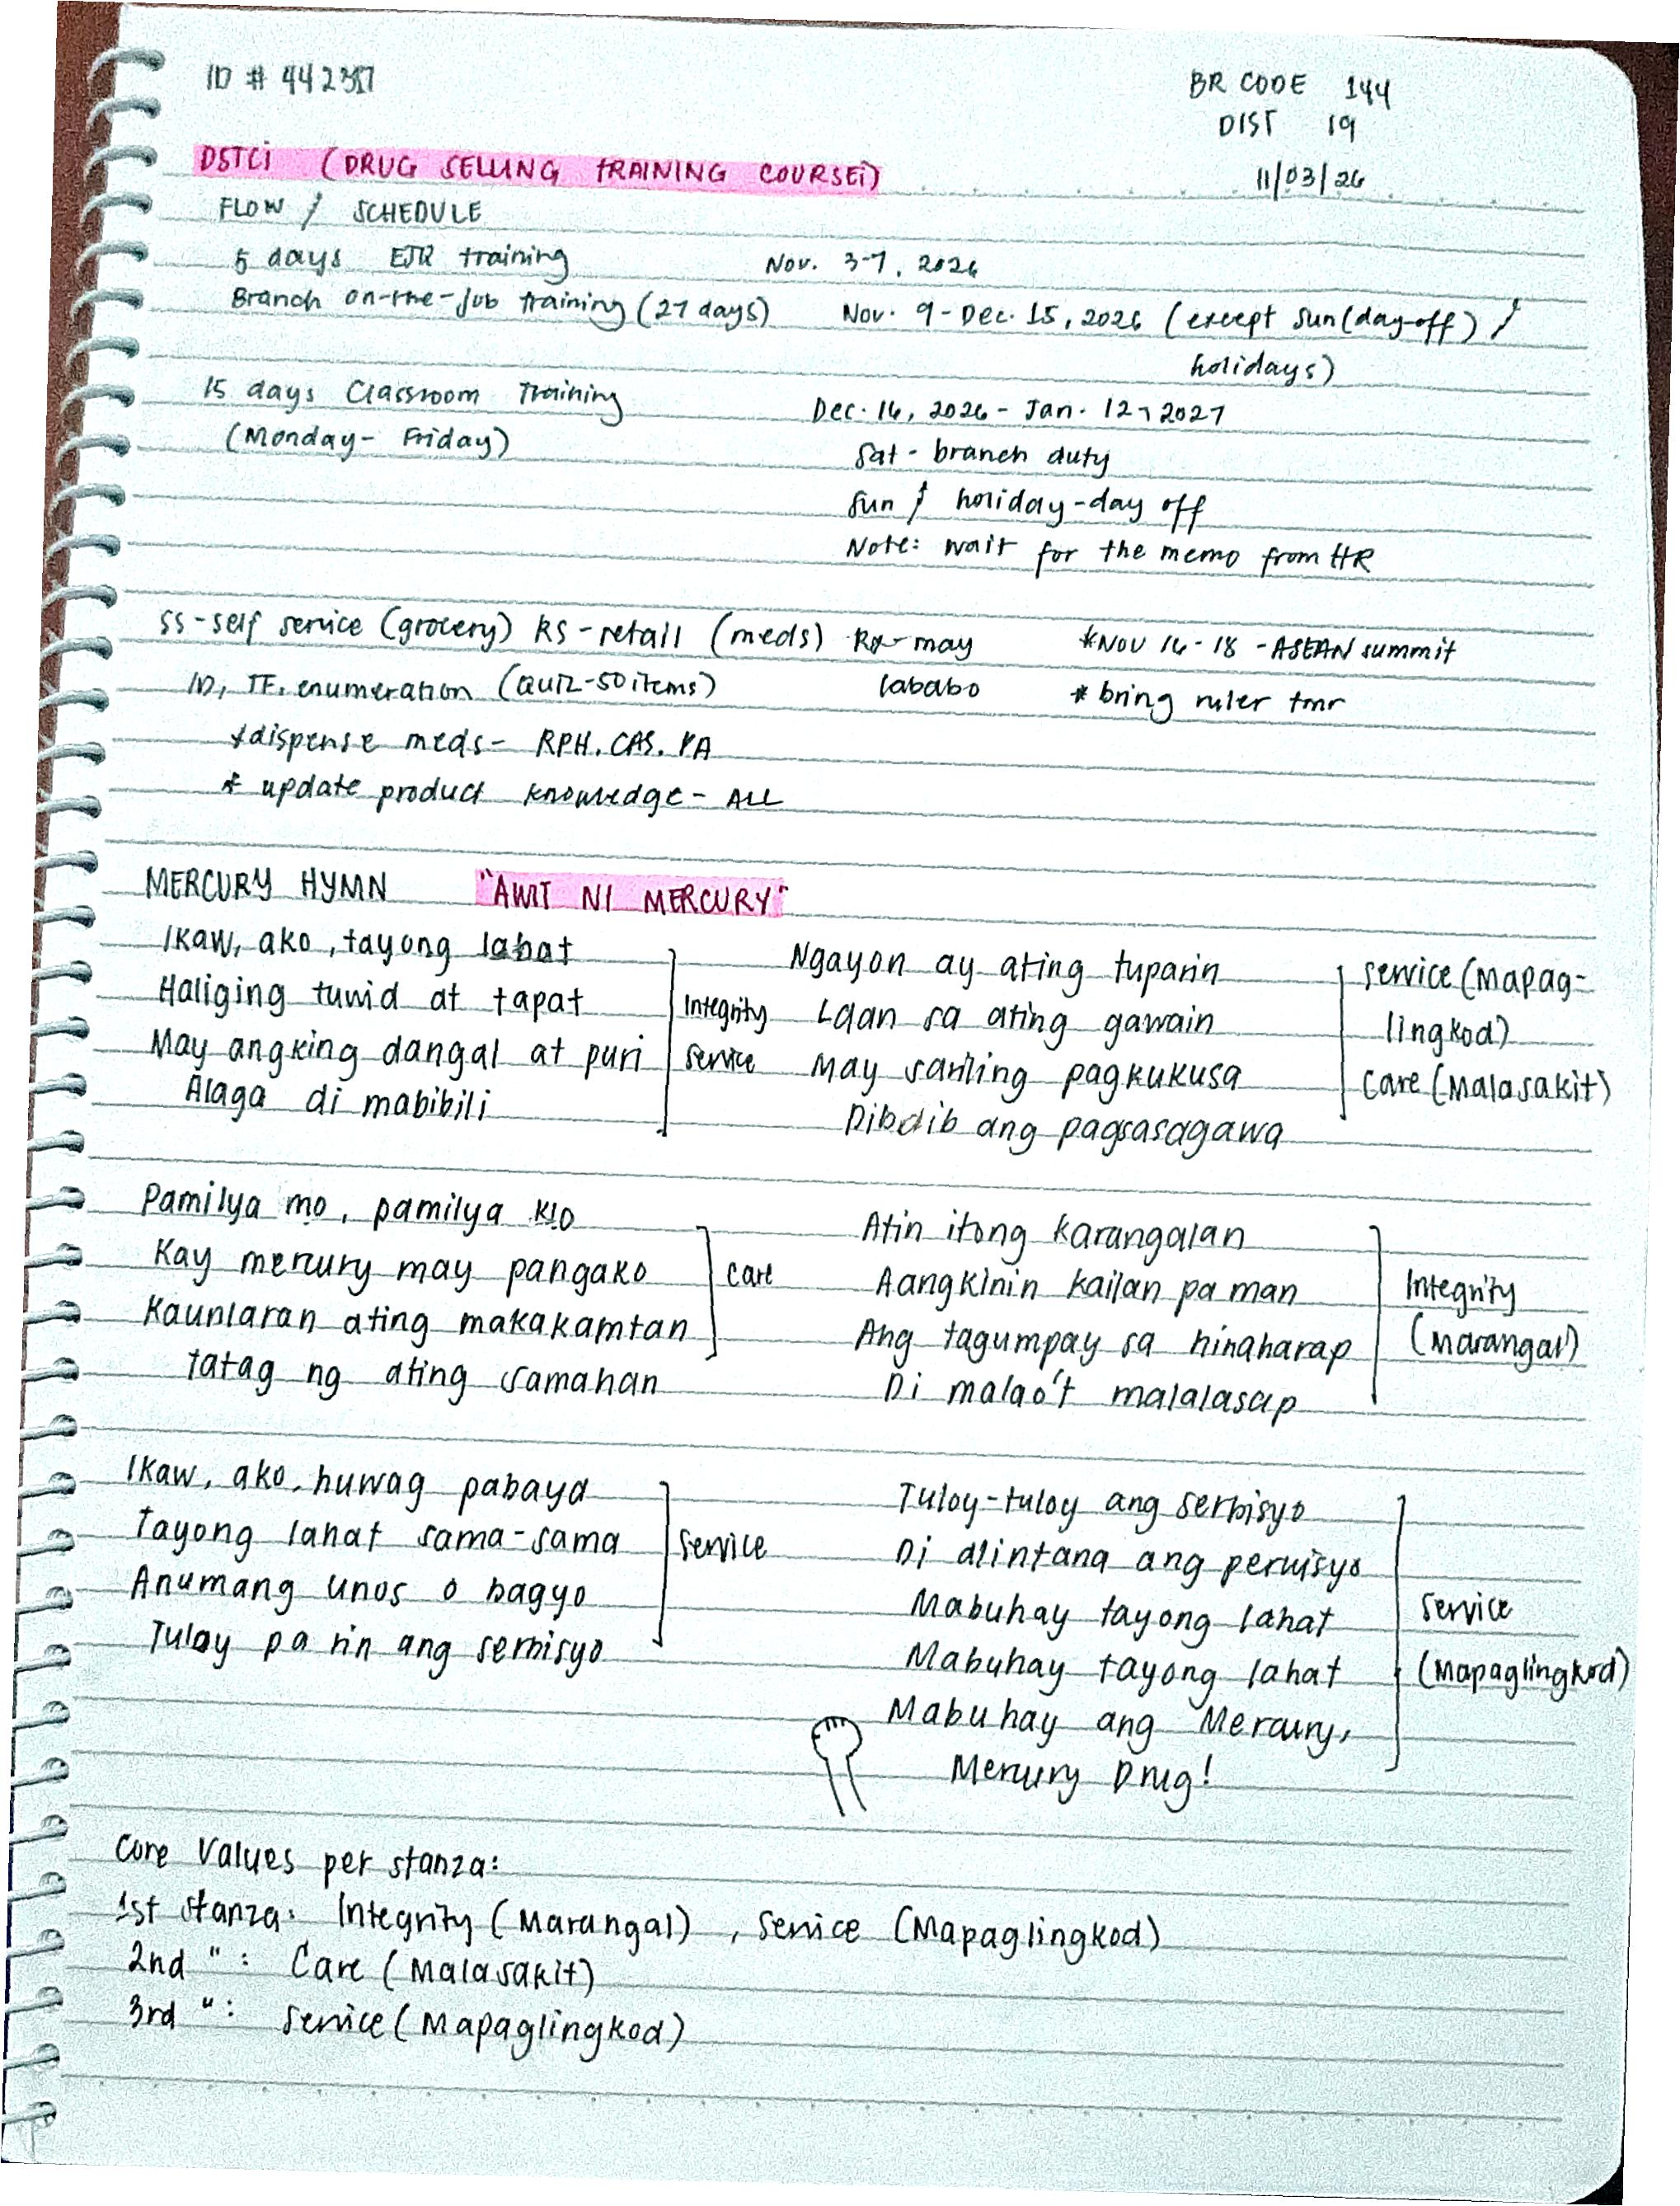 ID # 442317
BR CODE 144
DIST 19
11/03/26
DSTCi (DRUG SELLING TRAINING COURSEi)
FLOW / SCHEDULE
5 days EJR training Nov. 3-7, 2026
Branch on-the-job training (27 days) Nov. 9 - Dec. 15, 2026 (except Sun (day-off) /
holidays)
15 days Classroom Training Dec. 16, 2026 - Jan. 12, 2027
(Monday - Friday)
Sat - branch duty
Sun / holiday - day off
Note: wait for the memo from HR
SS - self service (grocery) RS - retail (meds) Rx - may
lababo
*NOV 16 - 18 - ASEAN summit
ID, TF, enumeration (QUIZ - 50 items)
* bring ruler tmr
*dispense meds - RPH, CAS, PA
* update product knowledge - ALL
MERCURY HYMN "AWIT NI MERCURY"
Ikaw, ako, tayong lahat
Haliging tuwid at tapat
May angking dangal at puri
Alaga di mabibili
Integrity
Service
Ngayon ay ating tuparin
Laan sa ating gawain
May sariling pagkukusa
Dibdib ang pagsasagawa
Service (Mapag-
lingkod)
Care (Malasakit)
Pamilya mo, pamilya ko
Kay mercury may pangako
Kaunlaran ating makakamtan
Tatag ng ating samahan
Care
Atin itong karangalan
Aangkinin kailan pa man
Ang tagumpay sa hinaharap
Di malao't malalasap
Integrity
(Marangal)
Ikaw, ako, huwag pabaya
Tayong lahat sama-sama
Anumang unos o bagyo
Tuloy pa rin ang serbisyo
Service
Tuloy-tuloy ang serbisyo
Di alintana ang perwisyo
Mabuhay tayong lahat
Mabuhay tayong lahat
Mabuhay ang Mercury,
Mercury Drug!
Service
(Mapaglingkod)
Core Values per stanza:
1st stanza: Integrity (Marangal), Service (Mapaglingkod)
2nd " : Care (Malasakit)
3rd " : Service (Mapaglingkod)